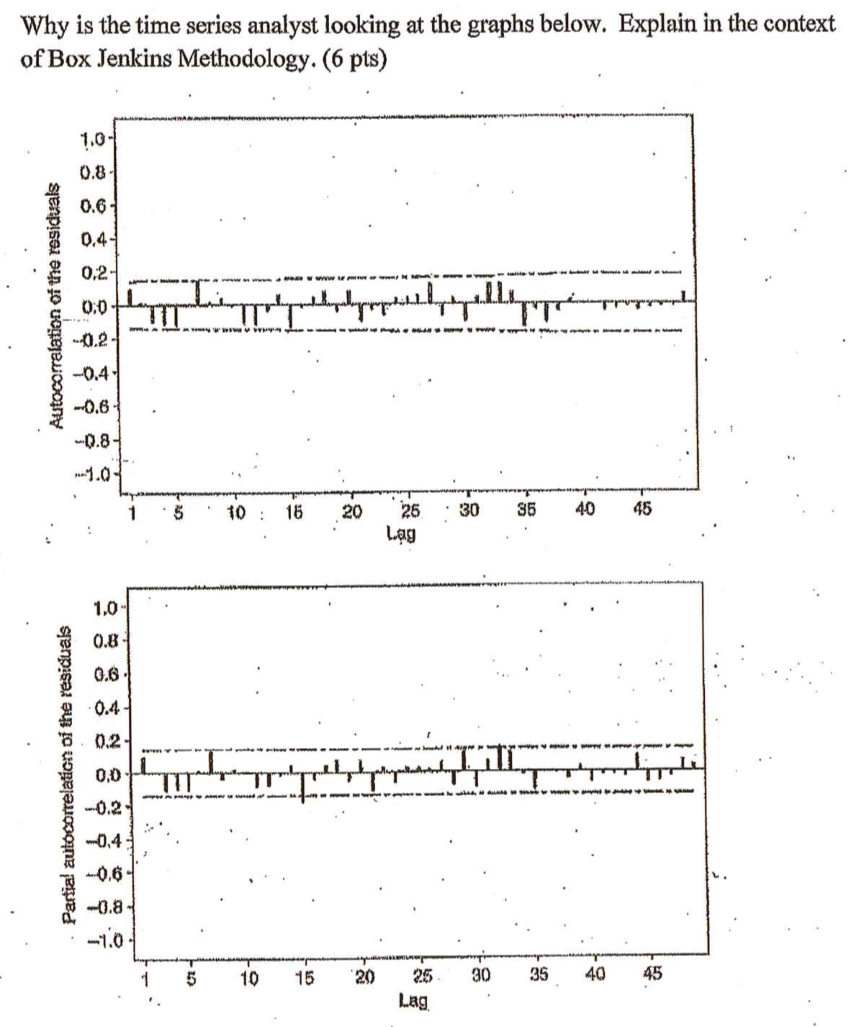 Why is the time series analyst looking at the graphs below. Explain in the context
of Box Jenkins Methodology. (6 pts)
Autocorrelation of the residuals
1.0
0.8
0.6
0.4
0.2
0.0
-0.2
-0.4
-0.6
-0.8
-1.0
1 5 10 15 20 25 30 35 40 45
Lag
Partial autocorrelation of the residuals
1.0
0.8
0.6
0.4
0.2
0.0
-0.2
-0.4
-0.6
-0.8
-1.0
1 5 10 15 20 25 30 35 40 45
Lag